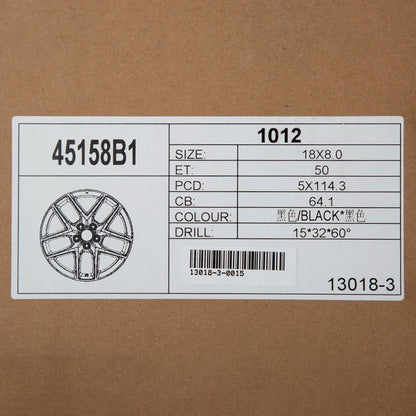 45158B1
1012
SIZE: 18X8.0
ET: 50
PCD: 5X114.3
CB: 64.1
COLOUR: 黑色/BLACK*黑色
DRILL: 15*32*60°
13018-3-0015
13018-3